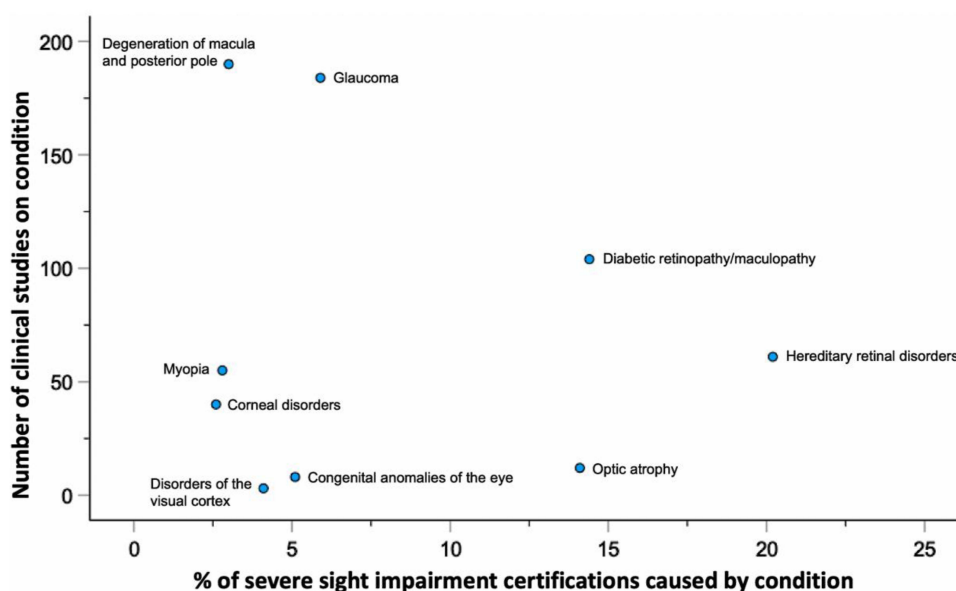 Number of clinical studies on condition
200
150
100
50
0
Degeneration of macula
and posterior pole
Glaucoma
Diabetic retinopathy/maculopathy
Hereditary retinal disorders
Myopia
Corneal disorders
Disorders of the
visual cortex
Congenital anomalies of the eye
Optic atrophy
0 5 10 15 20 25
% of severe sight impairment certifications caused by condition